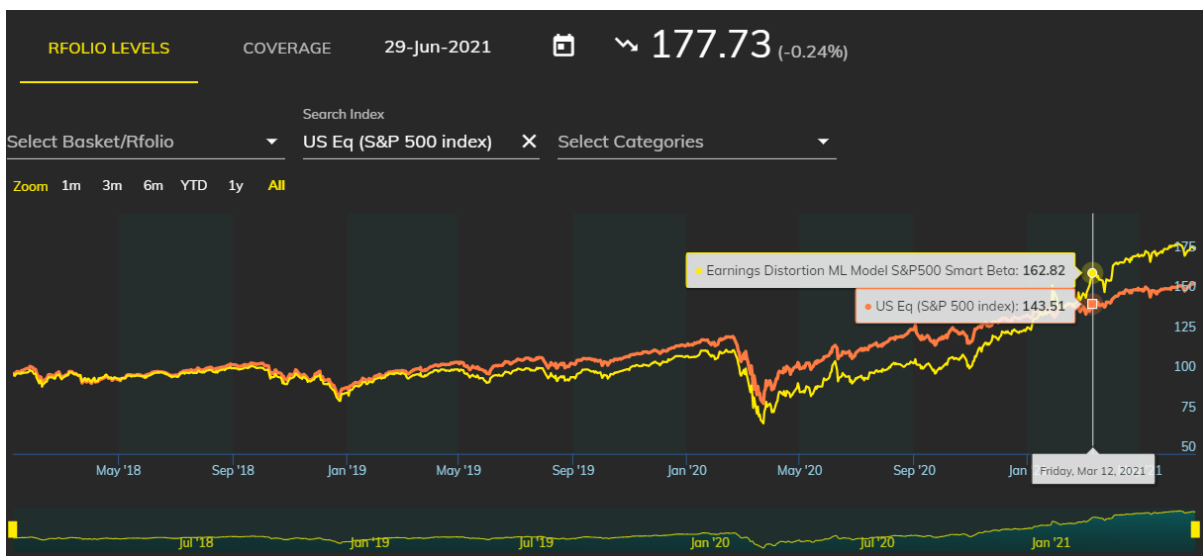 RFOLIO LEVELS COVERAGE 29-Jun-2021 177.73 (-0.24%)
Search Index
Select Basket/Rfolio US Eq (S&P 500 index) Select Categories
Zoom 1m 3m 6m YTD 1y All
175
Earnings Distortion ML Model S&P500 Smart Beta: 162.82
150
US Eq (S&P 500 index): 143.51
125
100
75
50
May '18 Sep '18 Jan '19 May '19 Sep '19 Jan '20 May '20 Sep '20 Jan
Friday, Mar 12, 2021
Jul '18 Jan '19 Jul '19 Jan '20 Jul '20 Jan '21